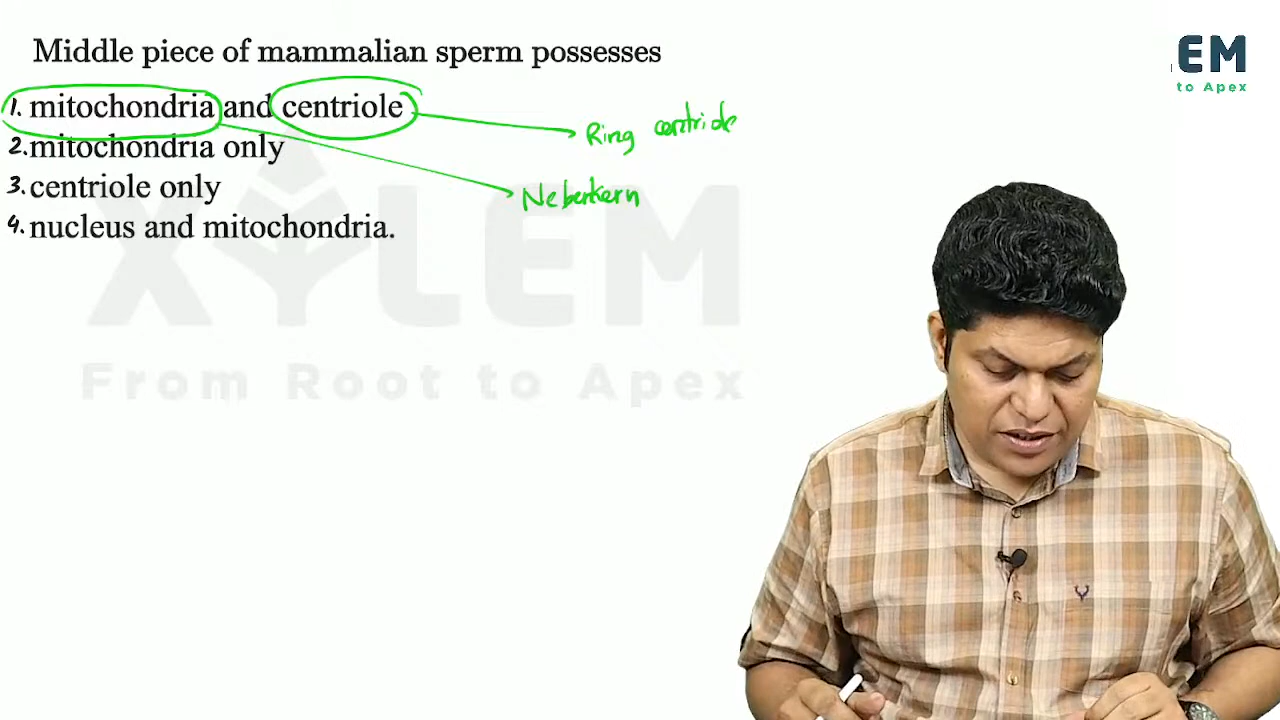 EM
to Apex
Middle piece of mammalian sperm possesses
1. mitochondria and centriole
Ring centriole
2. mitochondria only
3. centriole only
Nebenkern
4. nucleus and mitochondria.
XYLEM
From Root to Apex